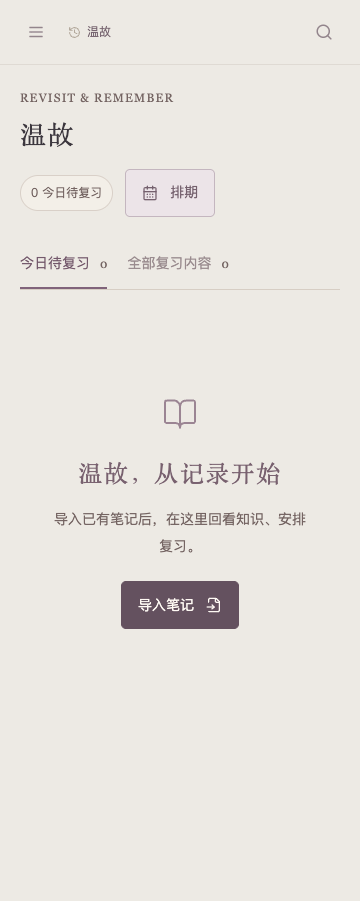 温故
REVISIT & REMEMBER
温故
0 今日待复习
排期
今日待复习 0
全部复习内容 0
温故，从记录开始
导入已有笔记后，在这里回看知识、安排
复习。
导入笔记